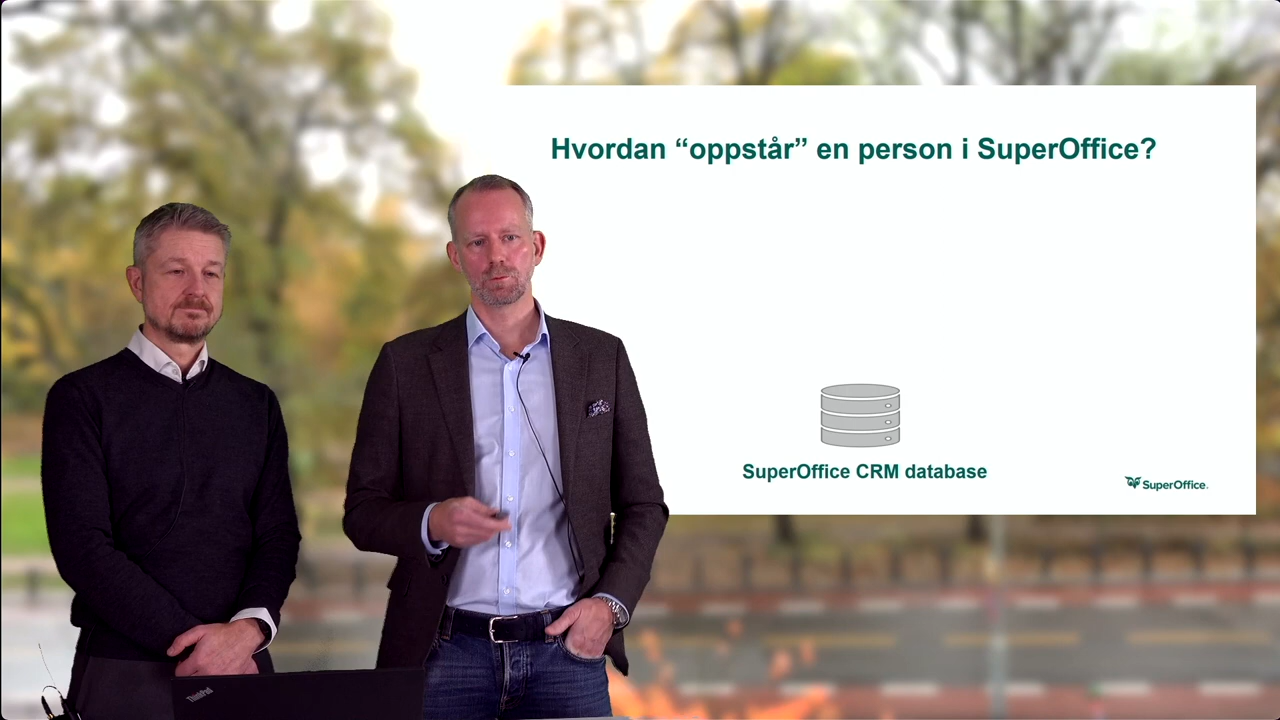 Hvordan “oppstår” en person i SuperOffice?
SuperOffice CRM database
SuperOffice
ThinkPad